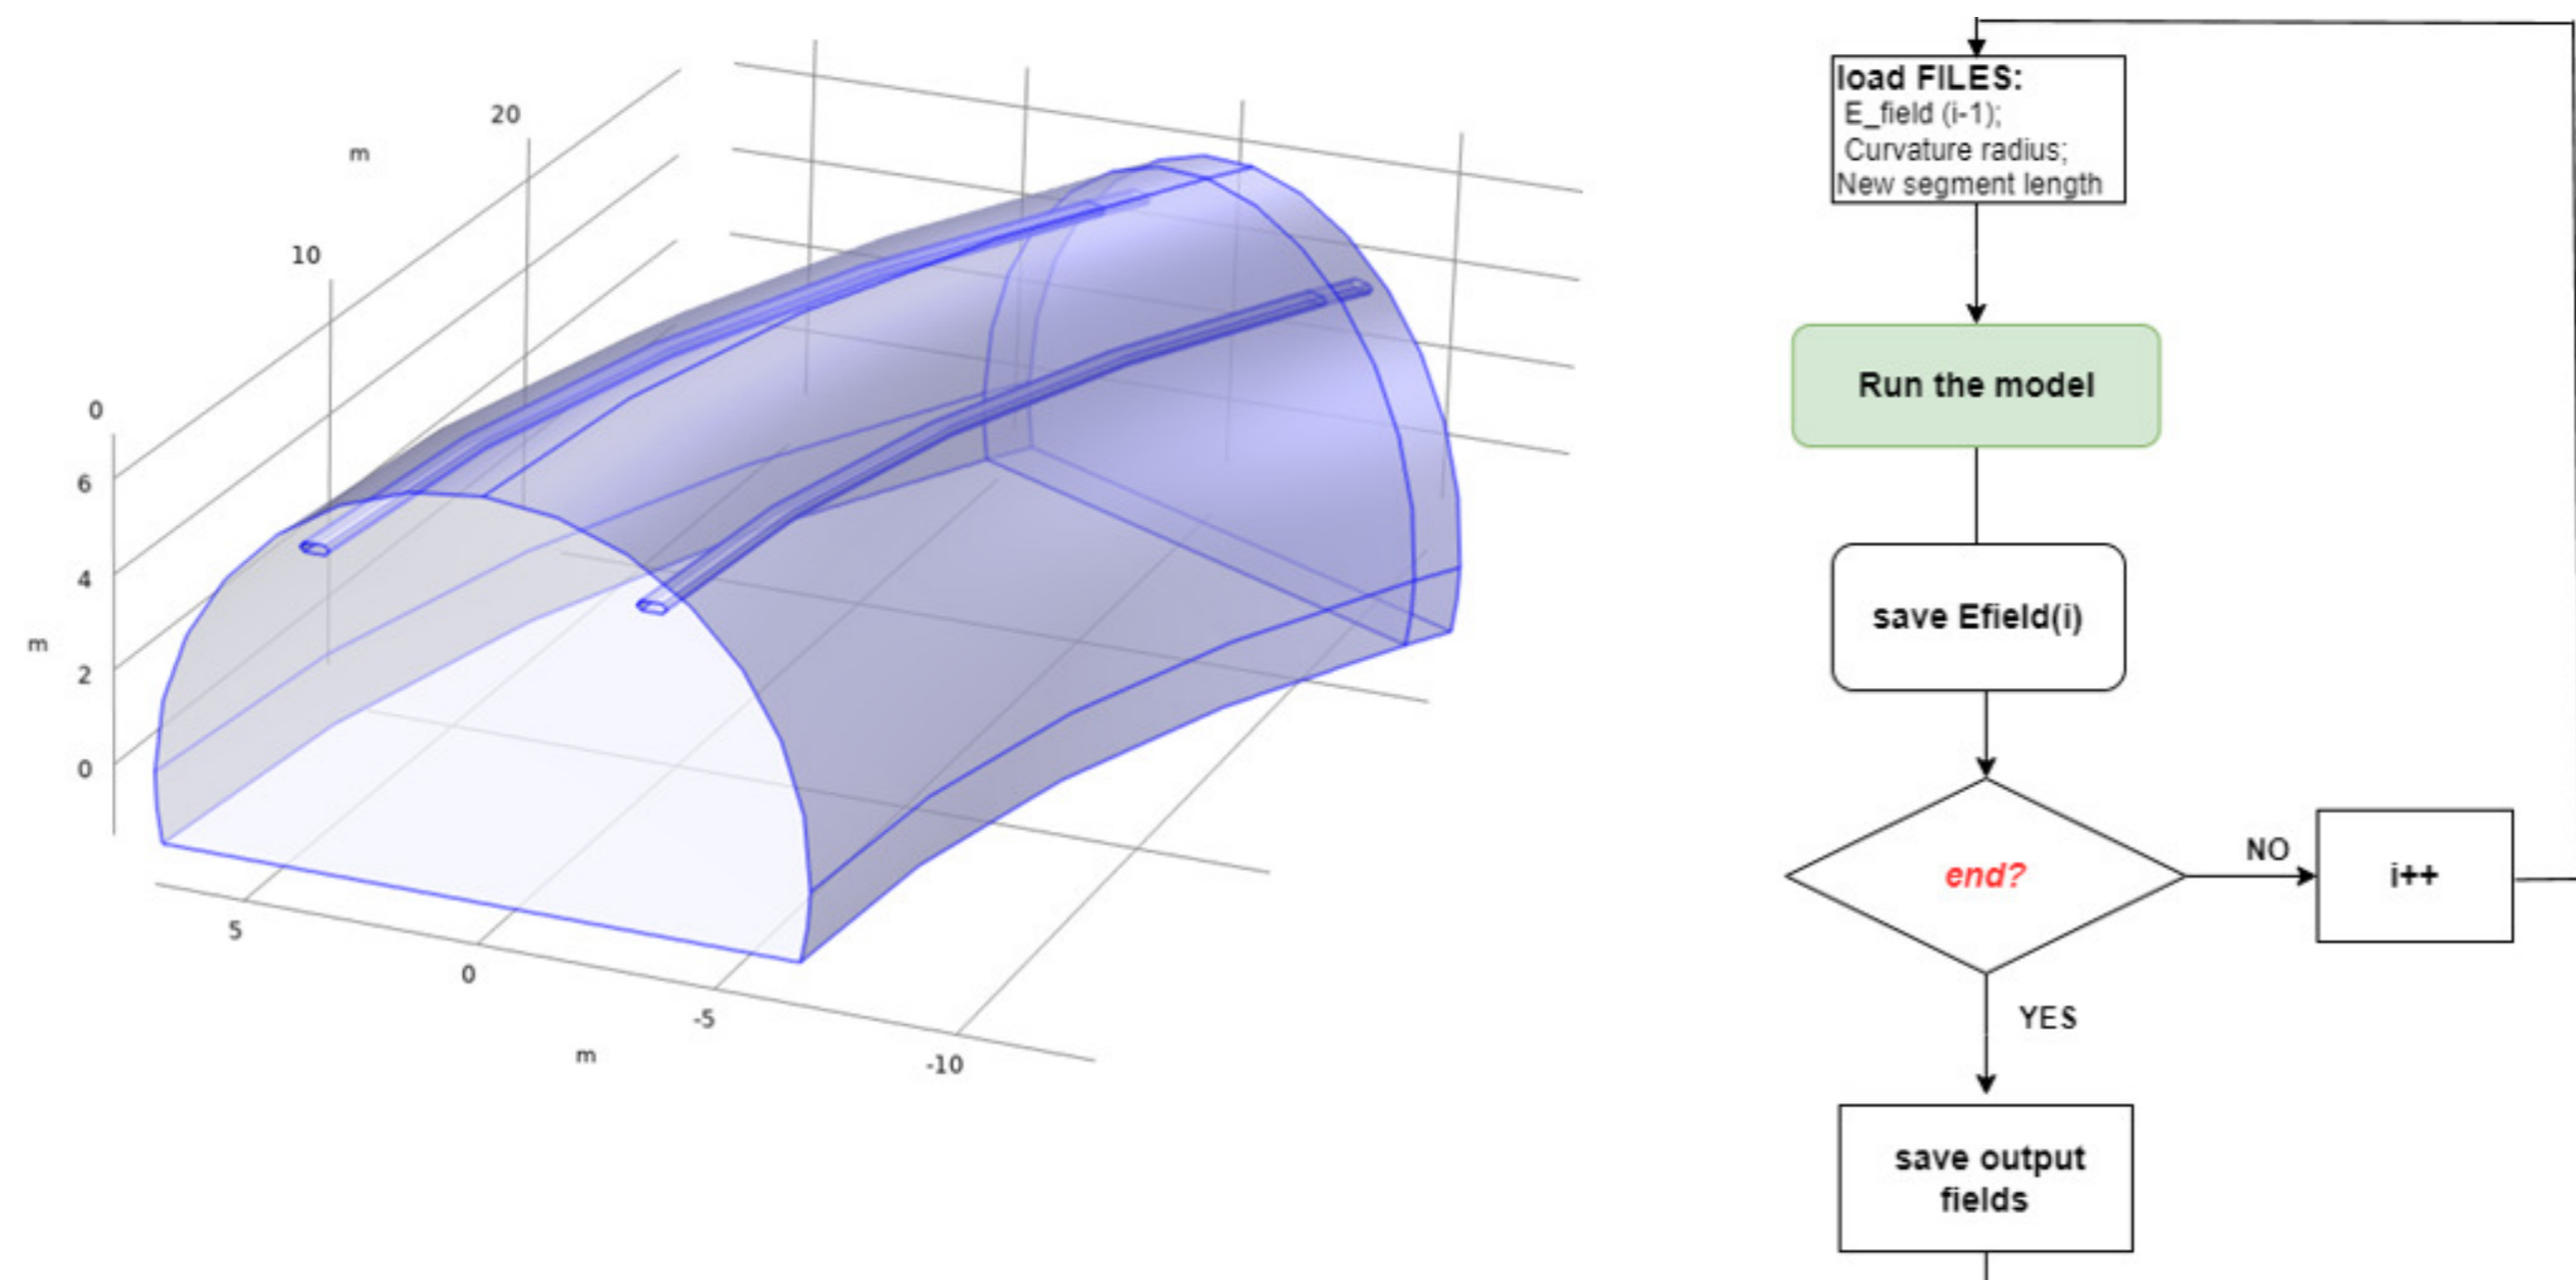 20
m
10
0
6
4
m
2
0
5
0
-5
m
-10
load FILES:
E_field (i-1);
Curvature radius;
New segment length
Run the model
save Efield(i)
end?
NO
i++
YES
save output
fields